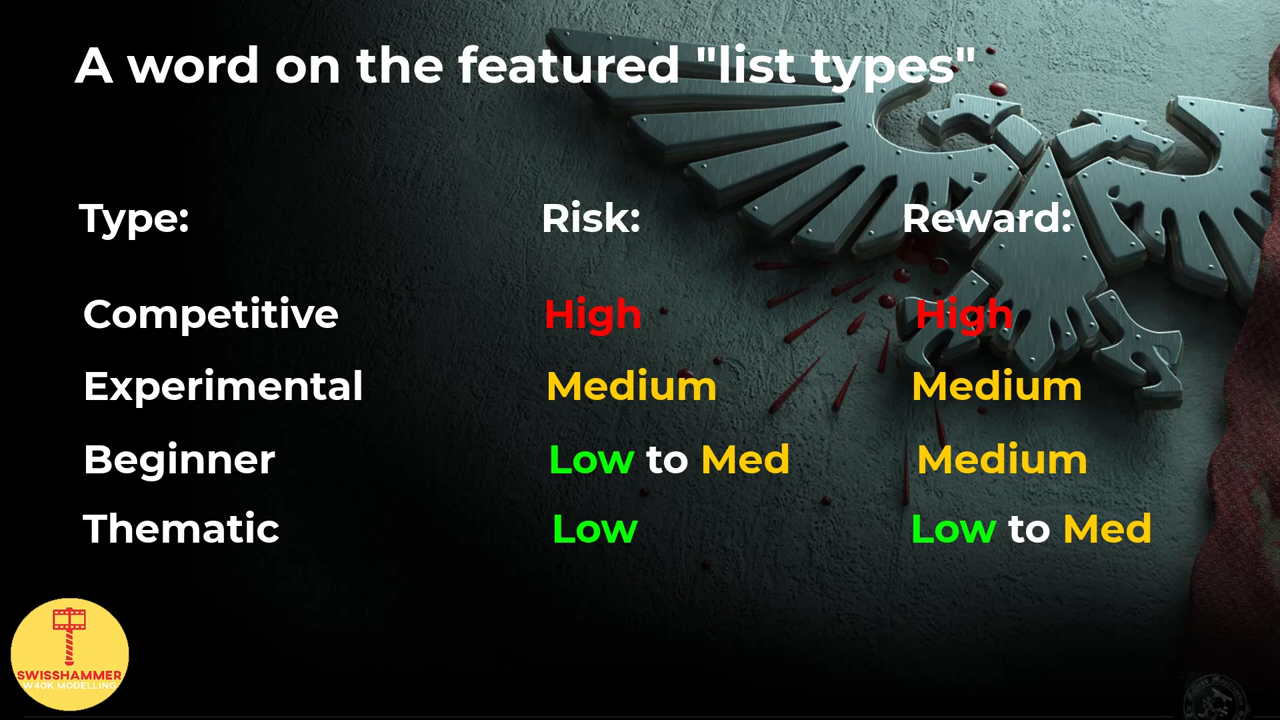 A word on the featured "list types"
Type: Risk: Reward:
Competitive High High
Experimental Medium Medium
Beginner Low to Med Medium
Thematic Low Low to Med
SWISSHAMMER
W40K MODELLING